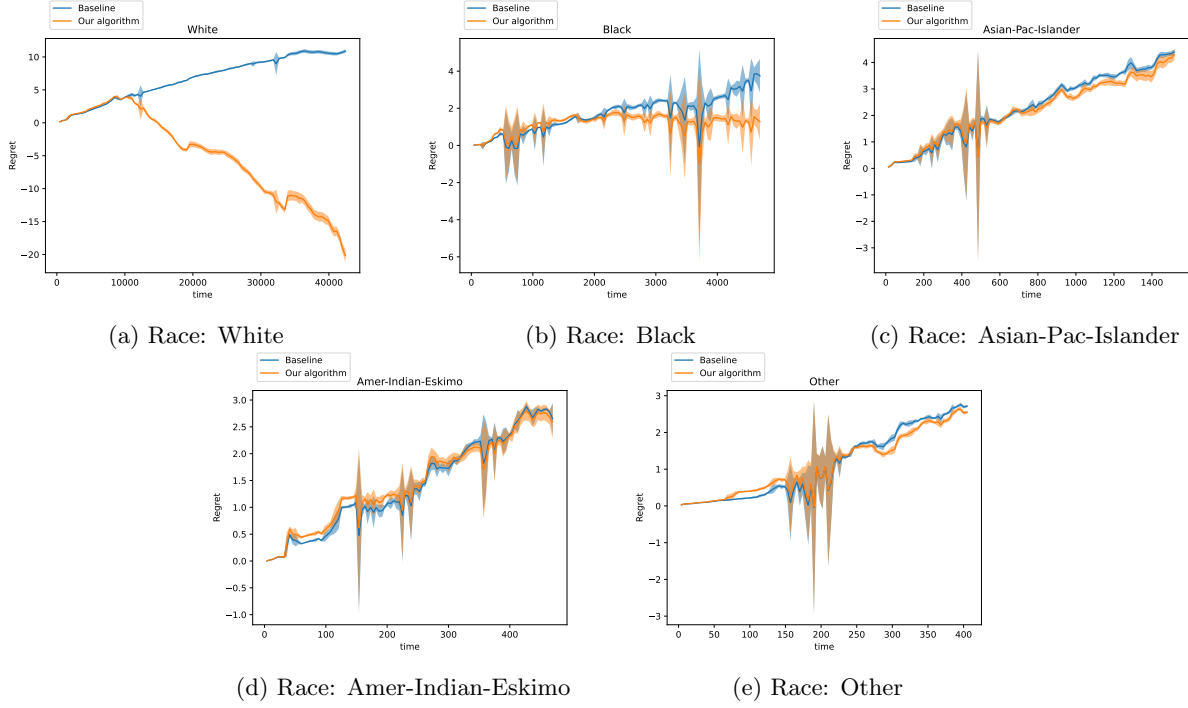 Baseline
Our algorithm
White
Regret
10
5
0
−5
−10
−15
−20
0 10000 20000 30000 40000
time
(a) Race: White
Baseline
Our algorithm
Black
Regret
4
2
0
−2
−4
−6
0 1000 2000 3000 4000
time
(b) Race: Black
Baseline
Our algorithm
Asian-Pac-Islander
Regret
4
3
2
1
0
−1
−2
−3
0 200 400 600 800 1000 1200 1400
time
(c) Race: Asian-Pac-Islander
Baseline
Our algorithm
Amer-Indian-Eskimo
Regret
3.0
2.5
2.0
1.5
1.0
0.5
0.0
−0.5
−1.0
0 100 200 300 400
time
(d) Race: Amer-Indian-Eskimo
Baseline
Our algorithm
Other
Regret
3
2
1
0
−1
−2
−3
0 50 100 150 200 250 300 350 400
time
(e) Race: Other